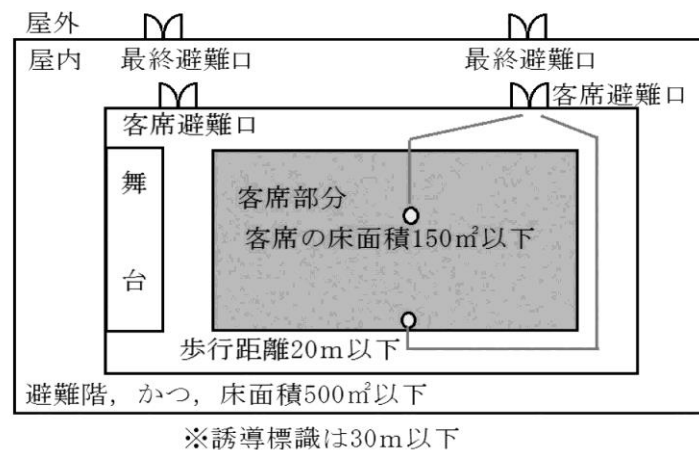 屋外
屋内
最終避難口
最終避難口
客席避難口
客席避難口
舞
台
客席部分
客席の床面積150㎡以下
歩行距離20m以下
避難階，かつ，床面積500㎡以下
※誘導標識は30m以下